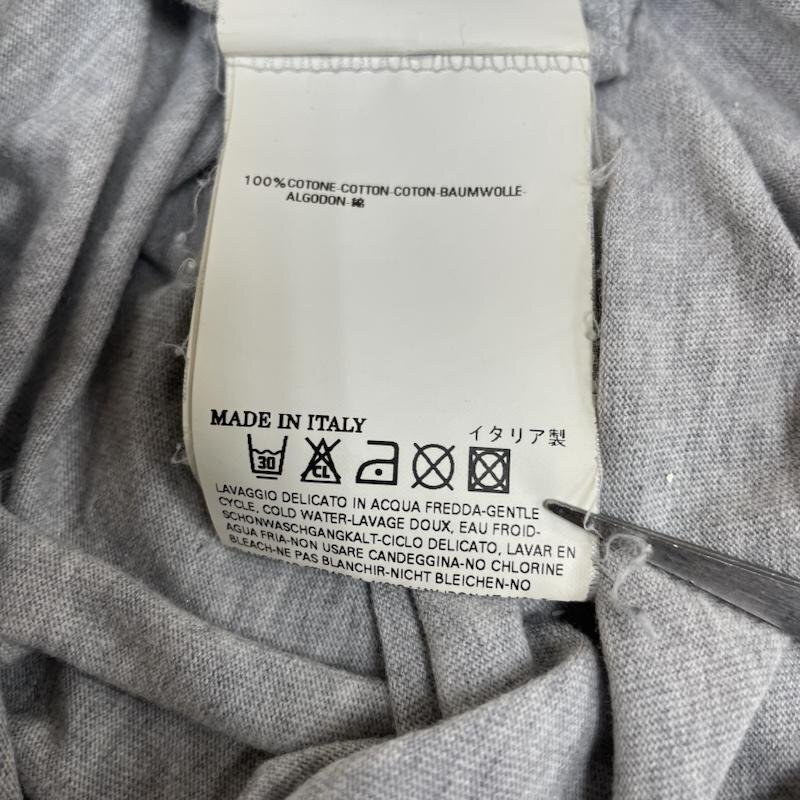 100% COTONE-COTTON-COTON-BAUMWOLLE-
ALGODON-綿
MADE IN ITALY
イタリア製
30
CL
LAVAGGIO DELICATO IN ACQUA FREDDA-GENTLE
CYCLE, COLD WATER-LAVAGE DOUX, EAU FROID-
SCHONWASCHGANGKALT-CICLO DELICATO, LAVAR EN
AGUA FRIA-NON USARE CANDEGGINA-NO CHLORINE
BLEACH-NE PAS BLANCHIR-NICHT BLEICHEN-NO